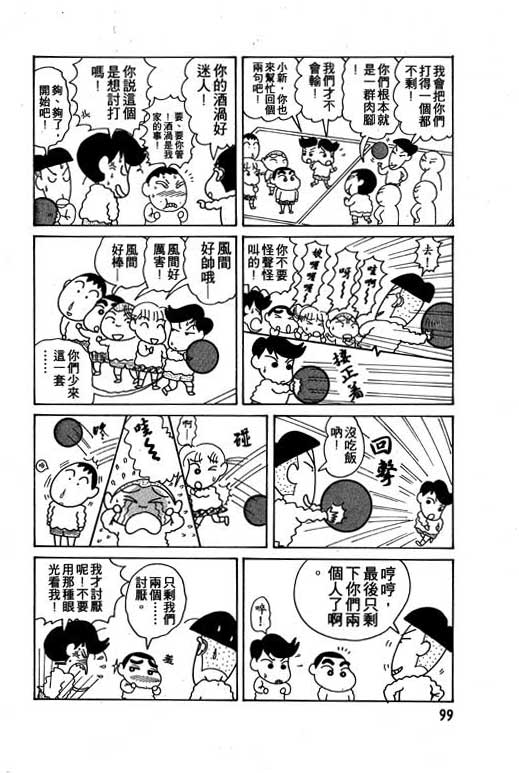 我會把你們
打得一個都
不剩！
你們根本就
是一群肉腳
！
我們才不
會輸！
小新，你也
來幫忙回個
兩句吧！
你的酒渦好
迷人！
要、要你管
！酒渦是我
家的事！
你說這個
是想討打
嗎！
夠、夠了，
開始吧！
去！
哇啊～
呀～
你不要
怪聲怪
叫的！
接正着
風間
好帥哦—
風間好
厲害！
風間
好棒—
你們少來
這一套
……
回擊
沒吃飯
吶！
碰
啊—
哇～
咚
哼哼，
最後只剩
下你們兩
個人了啊
。
嘩！
只剩我們
兩個……
討厭。
羞
我才討厭
呢！不要
用那種眼
光看我！
99